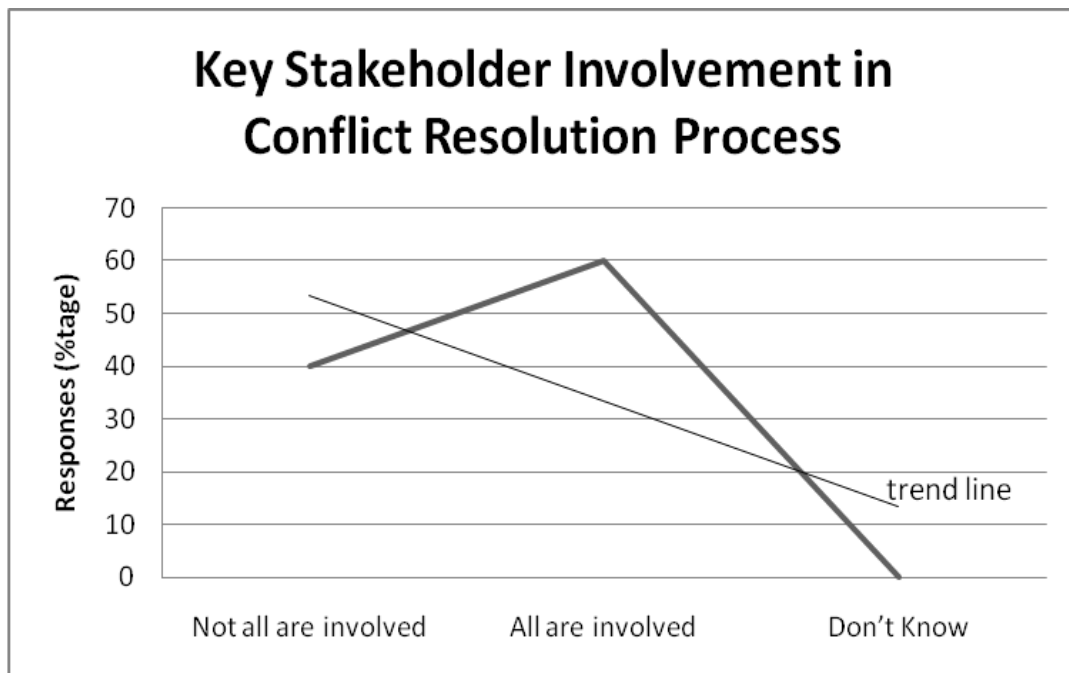 Key Stakeholder Involvement in
Conflict Resolution Process
Responses (%tage)
70
60
50
40
30
20
10
0
trend line
Not all are involved
All are involved
Don't Know